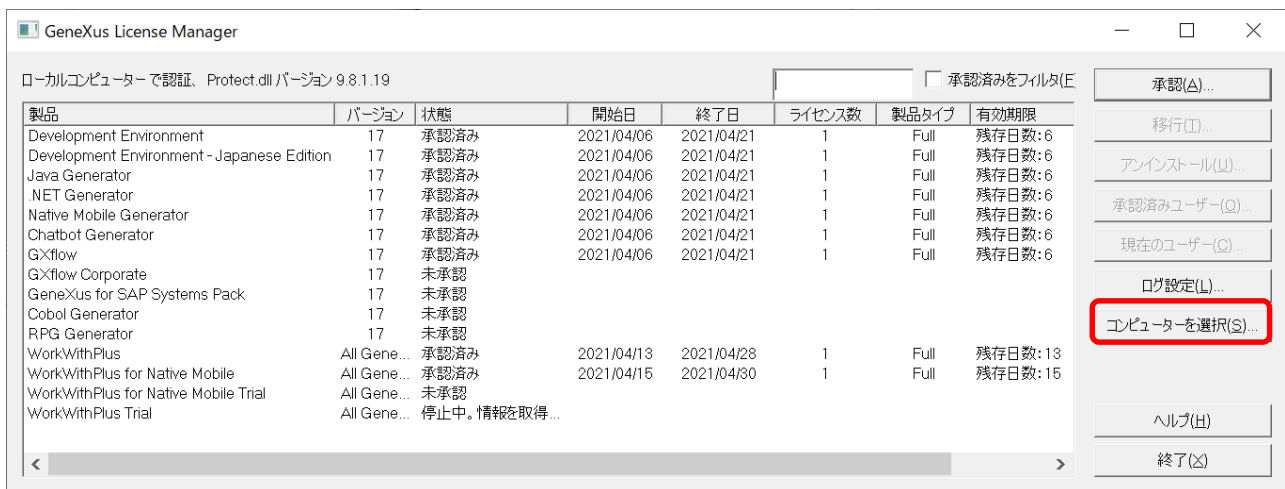 GeneXus License Manager
ローカルコンピューターで認証、Protect.dll バージョン 9.8.1.19
承認済みをフィルタ(F
製品 バージョン 状態 開始日 終了日 ライセンス数 製品タイプ 有効期限
Development Environment 17 承認済み 2021/04/06 2021/04/21 1 Full 残存日数:6
Development Environment - Japanese Edition 17 承認済み 2021/04/06 2021/04/21 1 Full 残存日数:6
Java Generator 17 承認済み 2021/04/06 2021/04/21 1 Full 残存日数:6
.NET Generator 17 承認済み 2021/04/06 2021/04/21 1 Full 残存日数:6
Native Mobile Generator 17 承認済み 2021/04/06 2021/04/21 1 Full 残存日数:6
Chatbot Generator 17 承認済み 2021/04/06 2021/04/21 1 Full 残存日数:6
GXflow 17 承認済み 2021/04/06 2021/04/21 1 Full 残存日数:6
GXflow Corporate 17 未承認
GeneXus for SAP Systems Pack 17 未承認
Cobol Generator 17 未承認
RPG Generator 17 未承認
WorkWithPlus All Gene... 承認済み 2021/04/13 2021/04/28 1 Full 残存日数:13
WorkWithPlus for Native Mobile All Gene... 承認済み 2021/04/15 2021/04/30 1 Full 残存日数:15
WorkWithPlus for Native Mobile Trial All Gene... 未承認
WorkWithPlus Trial All Gene... 停止中。情報を取得...
承認(A)...
移行(T)...
アンインストール(U)...
承認済みユーザー(O)...
現在のユーザー(C)...
ログ設定(L)...
コンピューターを選択(S)...
ヘルプ(H)
終了(X)